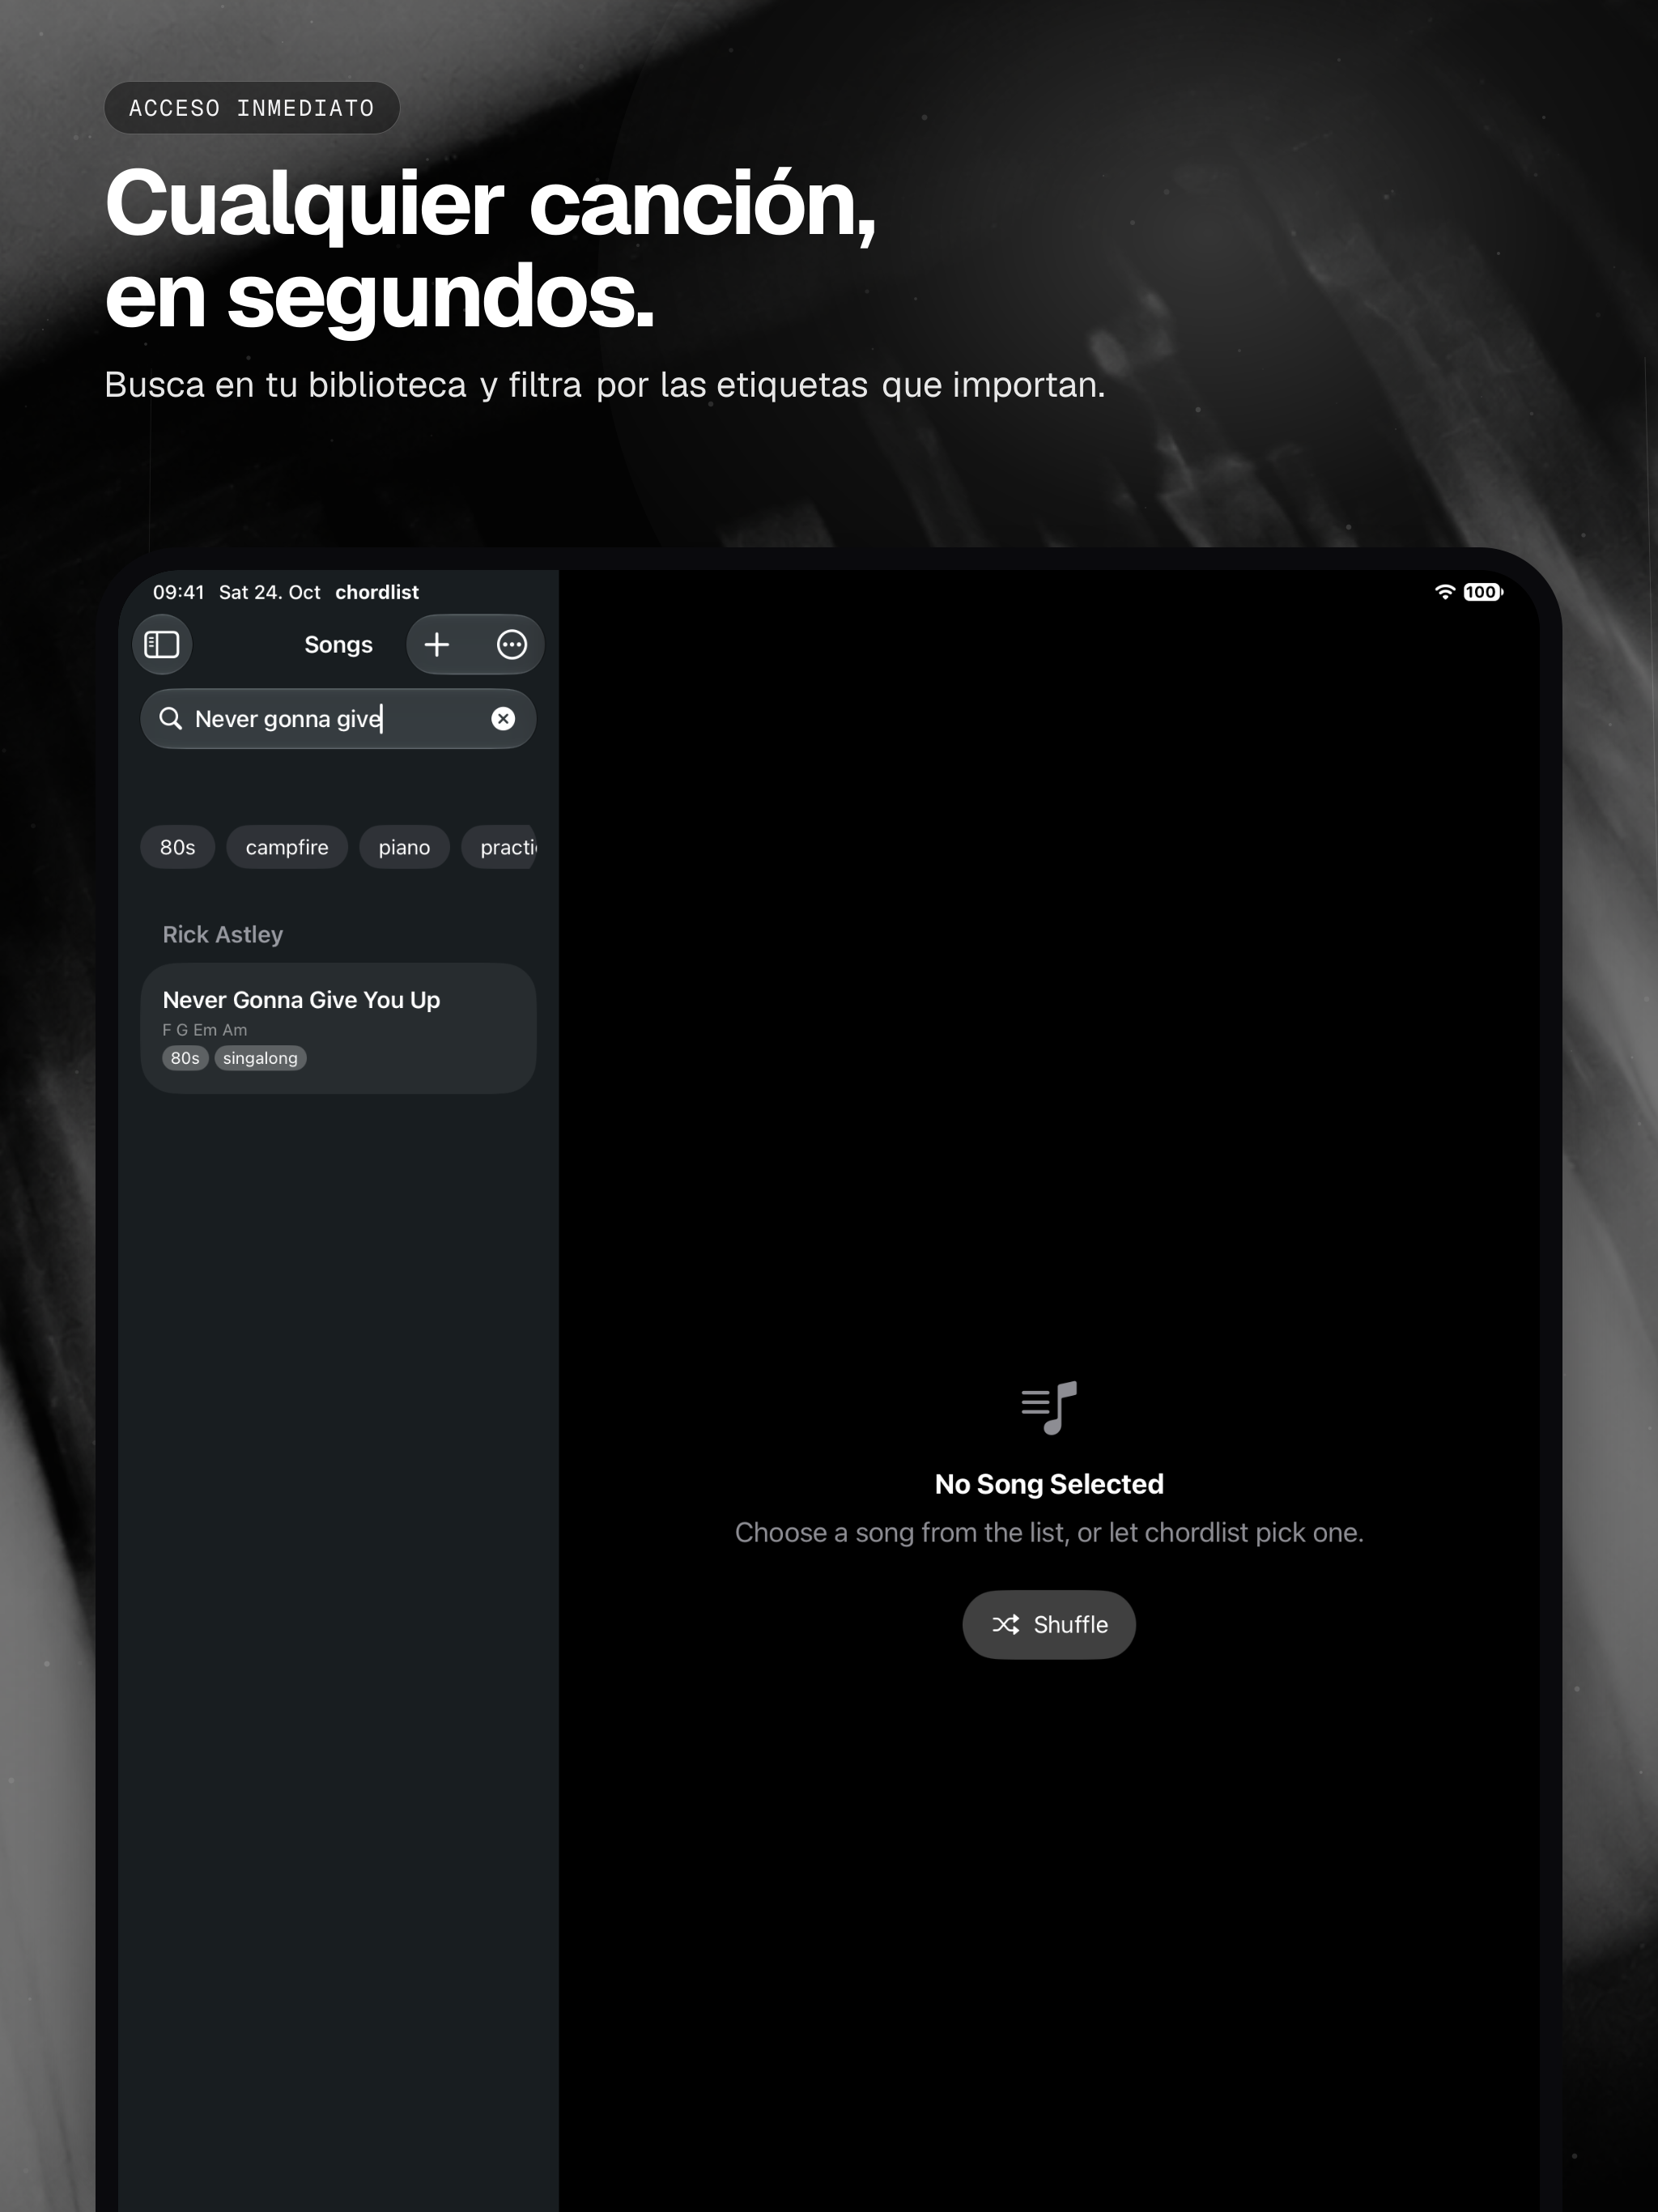 ACCESO INMEDIATO
Cualquier canción,
en segundos.
Busca en tu biblioteca y filtra por las etiquetas que importan.
09:41 Sat 24. Oct chordlist
100
Songs
Never gonna give
80s campfire piano practi
Rick Astley
Never Gonna Give You Up
F G Em Am
80s singalong
No Song Selected
Choose a song from the list, or let chordlist pick one.
Shuffle